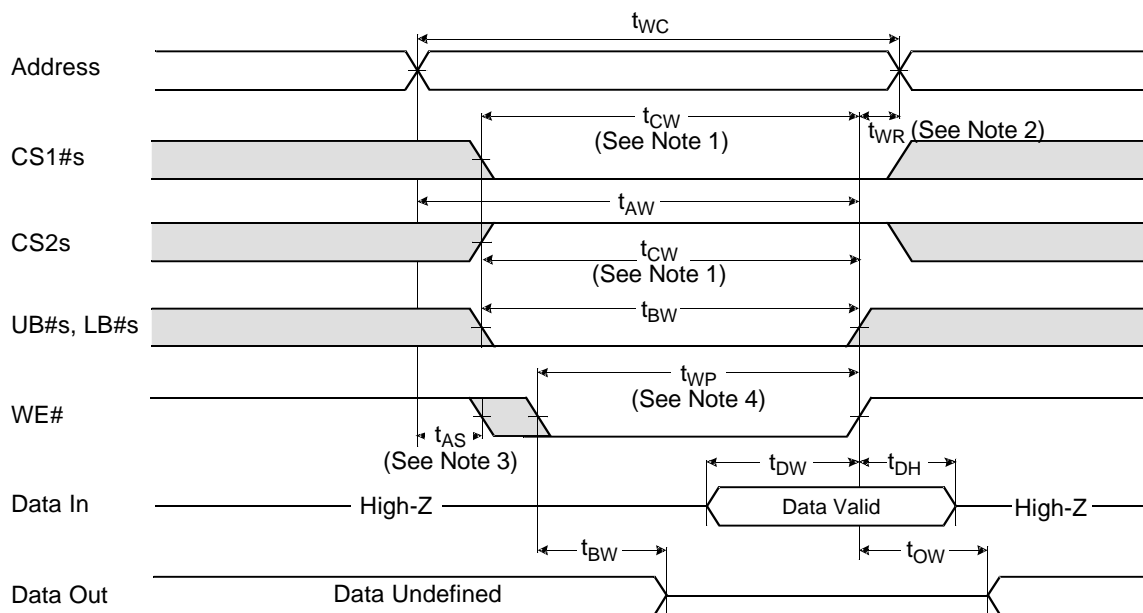 tWC
Address
tCW
(See Note 1)
tWR (See Note 2)
CS1#s
tAW
CS2s
tCW
(See Note 1)
tBW
UB#s, LB#s
tWP
(See Note 4)
WE#
tAS
(See Note 3)
tDW
tDH
Data In
High-Z
Data Valid
High-Z
tBW
tOW
Data Out
Data Undefined